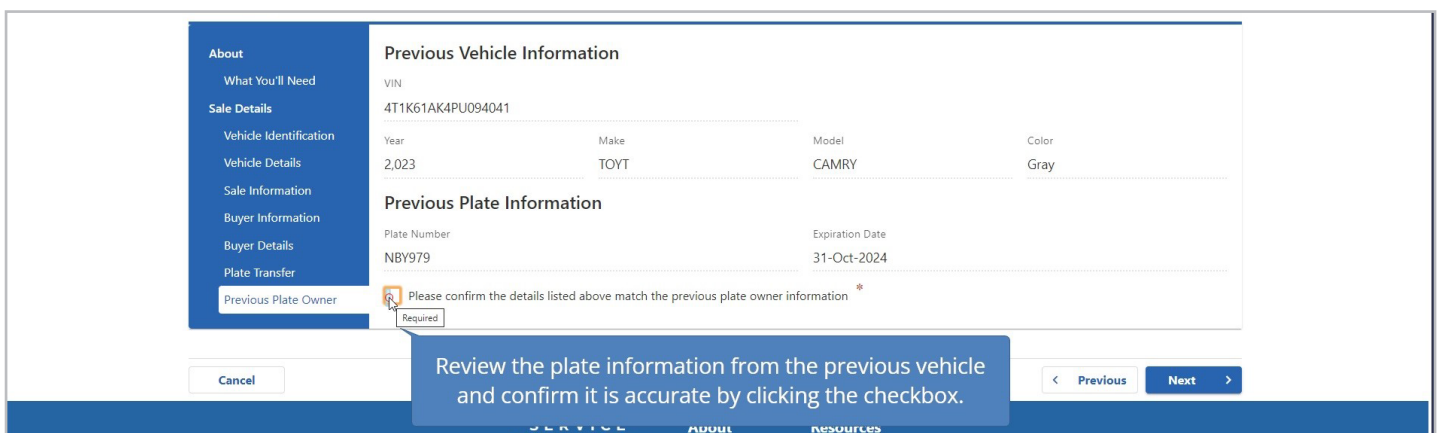 About
What You'll Need
Sale Details
Vehicle Identification
Vehicle Details
Sale Information
Buyer Information
Buyer Details
Plate Transfer
Previous Plate Owner
Previous Vehicle Information
VIN
4T1K61AK4PU094041
Year Make Model Color
2,023 TOYT CAMRY Gray
Previous Plate Information
Plate Number Expiration Date
NBY979 31-Oct-2024
Please confirm the details listed above match the previous plate owner information *
Required
Review the plate information from the previous vehicle
and confirm it is accurate by clicking the checkbox.
Cancel < Previous Next >
SERVICE About Resources